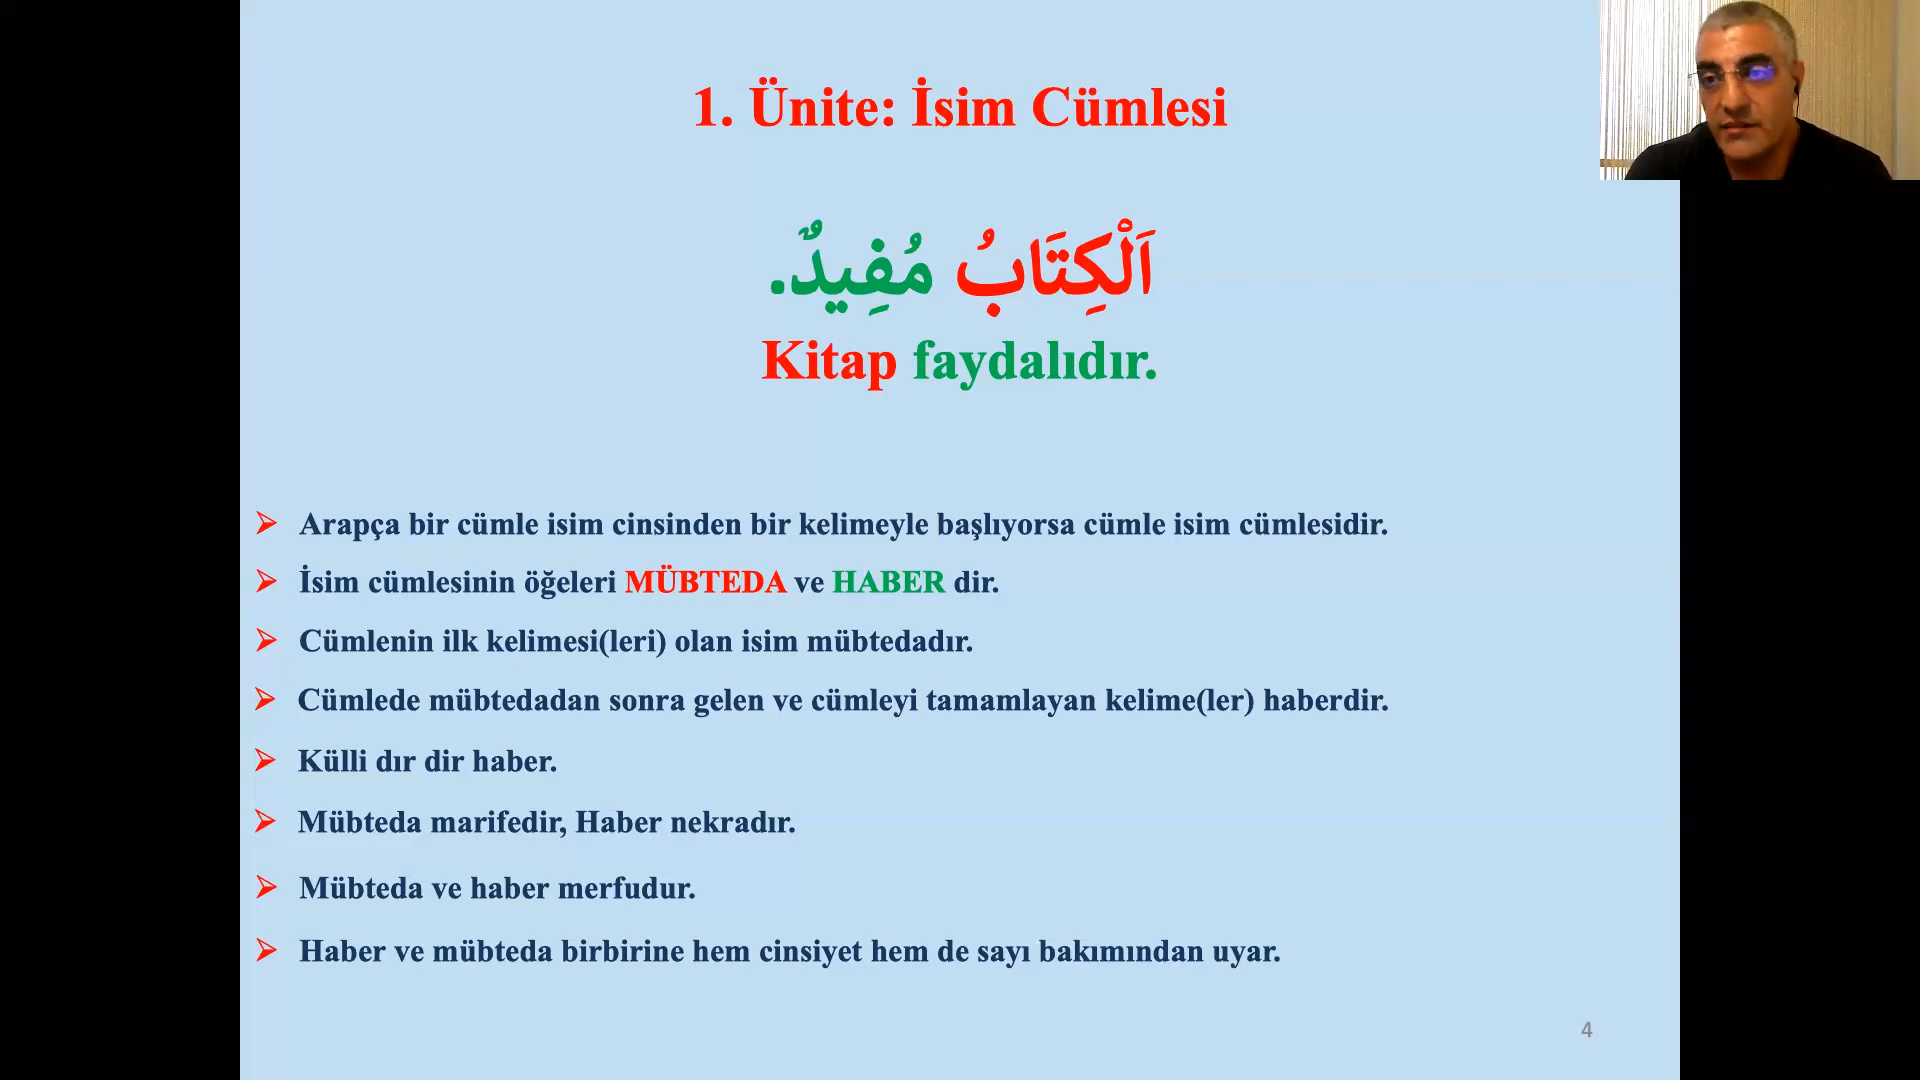 1. Ünite: İsim Cümlesi
اَلْكِتَابُ مُفِيدٌ.
Kitap faydalıdır.
Arapça bir cümle isim cinsinden bir kelimeyle başlıyorsa cümle isim cümlesidir.
İsim cümlesinin öğeleri MÜBTEDA ve HABER dir.
Cümlenin ilk kelimesi(leri) olan isim mübtedadır.
Cümlede mübtedadan sonra gelen ve cümleyi tamamlayan kelime(ler) haberdir.
Külli dır dir haber.
Mübteda marifedir, Haber nekradır.
Mübteda ve haber merfudur.
Haber ve mübteda birbirine hem cinsiyet hem de sayı bakımından uyar.
4